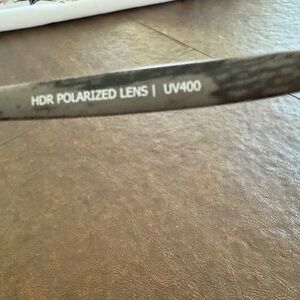 HDR POLARIZED LENS | UV400